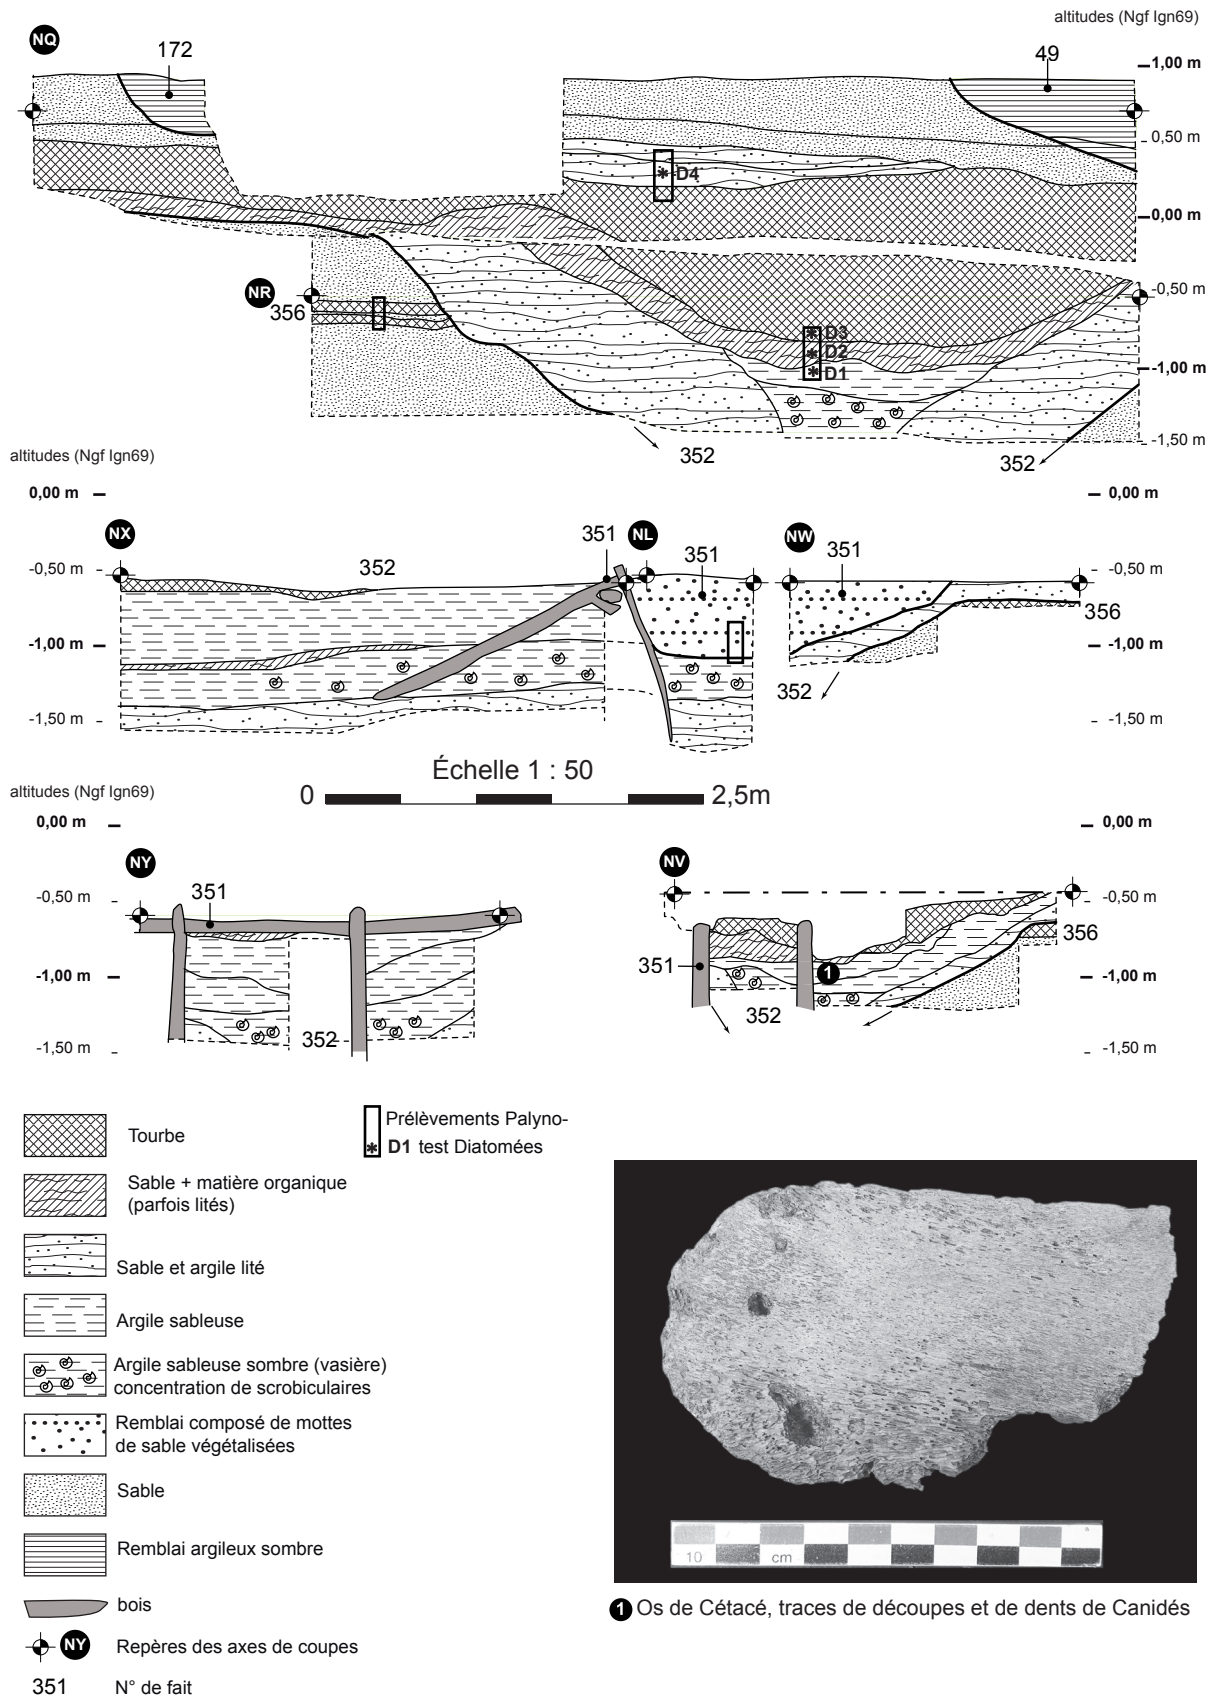 altitudes (Ngf Ign69)
NQ
172
49
1,00 m
0,50 m
D4
0,00 m
NR
356
-0,50 m
D3
D2
D1
-1,00 m
-1,50 m
352
352
altitudes (Ngf Ign69)
0,00 m
0,00 m
NX
351
NL
351
NW
351
-0,50 m
352
-0,50 m
356
-1,00 m
-1,00 m
352
-1,50 m
-1,50 m
Échelle 1 : 50
0
2,5m
altitudes (Ngf Ign69)
0,00 m
0,00 m
NY
NV
-0,50 m
351
-0,50 m
356
351
1
-1,00 m
-1,00 m
352
352
-1,50 m
-1,50 m
Tourbe
Sable + matière organique
(parfois lités)
Sable et argile lité
Argile sableuse
Argile sableuse sombre (vasière)
concentration de scrobiculaires
Remblai composé de mottes
de sable végétalisées
Sable
Remblai argileux sombre
bois
NY Repères des axes de coupes
351 N° de fait
Prélèvements Palyno-
D1 test Diatomées
10 cm
1 Os de Cétacé, traces de découpes et de dents de Canidés